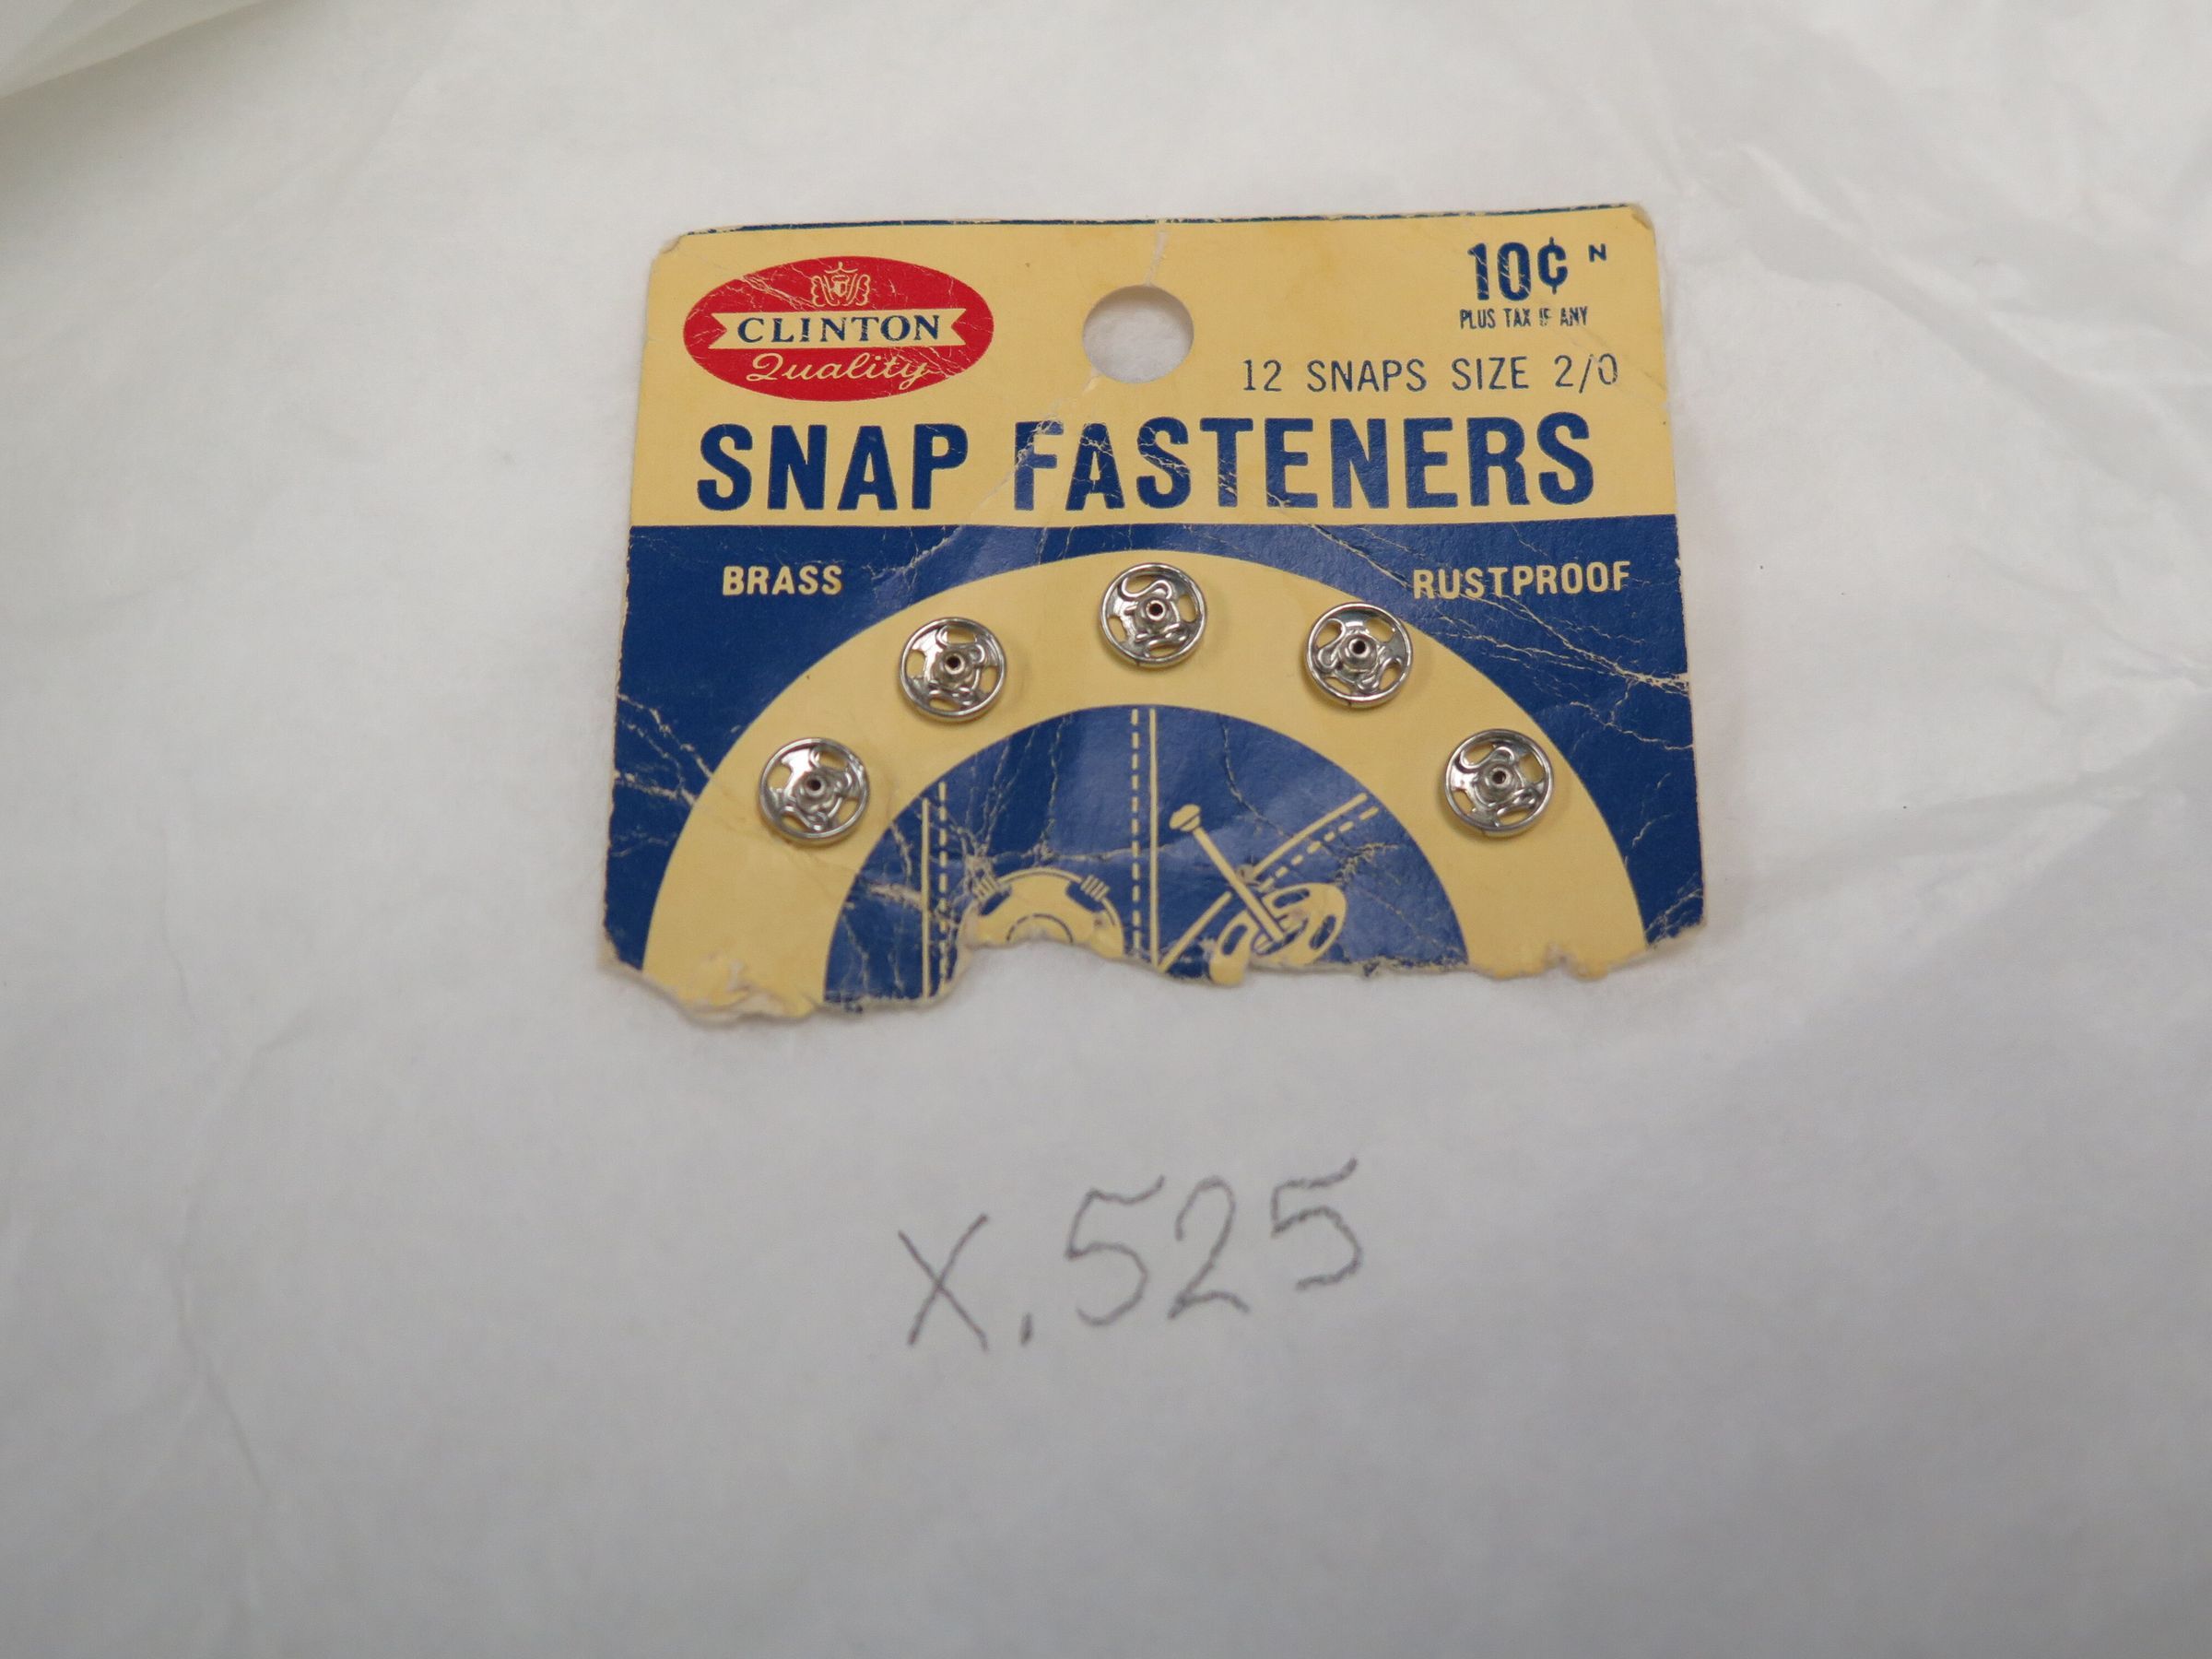 CLINTON
Quality
10¢ N
PLUS TAX IF ANY
12 SNAPS SIZE 2/0
SNAP FASTENERS
BRASS
RUSTPROOF
X.525